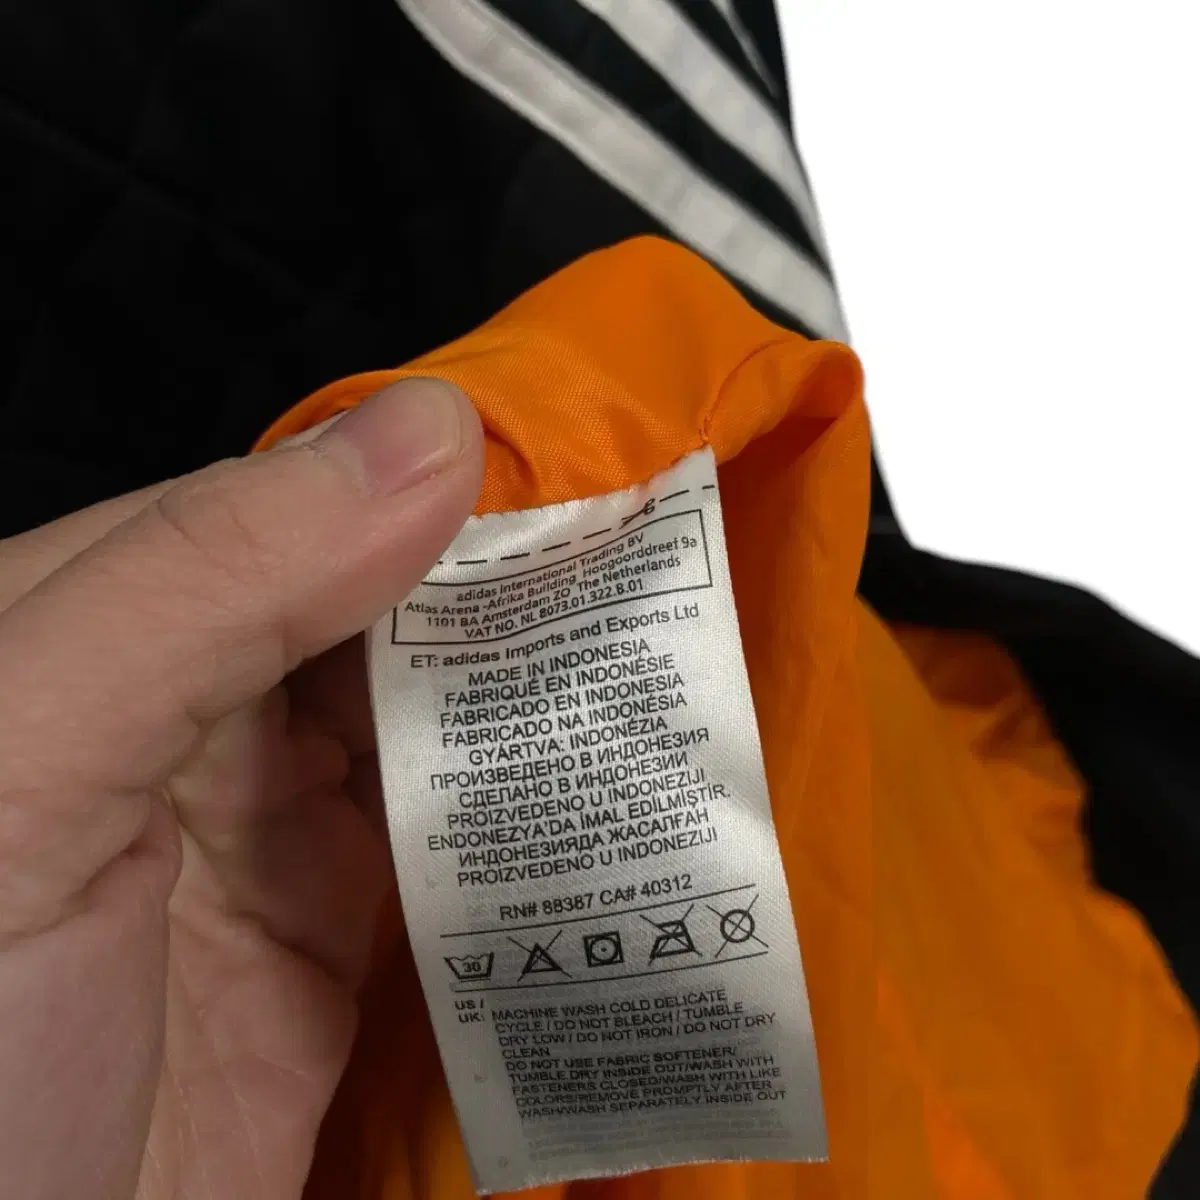 adidas International Trading BV
Atlas Arena -Afrika Building Hoogoorddreef 9a
1101 BA Amsterdam ZO The Netherlands
VAT NO. NL 8073.01.322.B.01
ET: adidas Imports and Exports Ltd
MADE IN INDONESIA
FABRIQUÉ EN INDONÉSIE
FABRICADO EN INDONESIA
FABRICADO NA INDONÉSIA
GYÁRTVA: INDONÉZIA
ПРОИЗВЕДЕНО В ИНДОНЕЗИЯ
СДЕЛАНО В ИНДОНЕЗИИ
PROIZVEDENO U INDONEZIJI
ENDONEZYA'DA İMAL EDİLMİŞTİR.
ИНДОНЕЗИЯДА ЖАСАЛҒАН
PROIZVEDENO U INDONEZIJI
RN# 88387 CA# 40312
30
US /
UK: MACHINE WASH COLD DELICATE
CYCLE / DO NOT BLEACH / TUMBLE
DRY LOW / DO NOT IRON / DO NOT DRY
CLEAN
DO NOT USE FABRIC SOFTENER/
TUMBLE DRY INSIDE OUT/WASH WITH
FASTENERS CLOSED/WASH WITH LIKE
COLORS/REMOVE PROMPTLY AFTER
WASH/WASH SEPARATELY INSIDE OUT